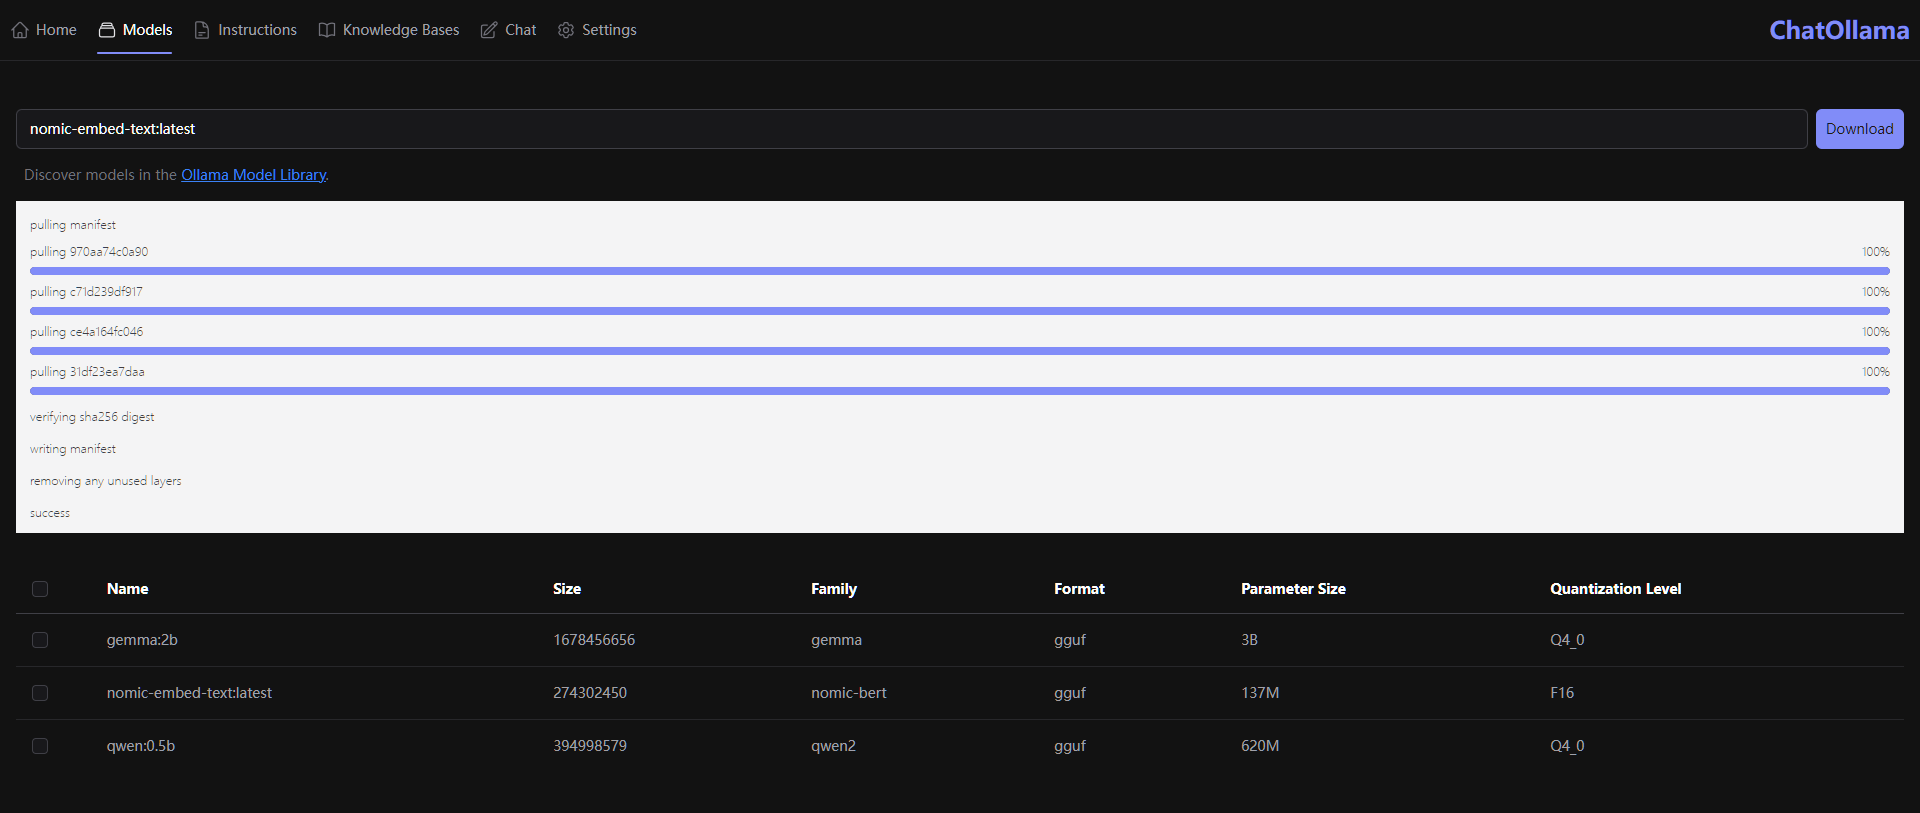 Home Models Instructions Knowledge Bases Chat Settings ChatOllama
nomic-embed-text:latest Download
Discover models in the Ollama Model Library.
pulling manifest
pulling 970aa74c0a90 100%
pulling c71d239df917 100%
pulling ce4a164fc046 100%
pulling 31df23ea7daa 100%
verifying sha256 digest
writing manifest
removing any unused layers
success
Name Size Family Format Parameter Size Quantization Level
gemma:2b 1678456656 gemma gguf 3B Q4_0
nomic-embed-text:latest 274302450 nomic-bert gguf 137M F16
qwen:0.5b 394998579 qwen2 gguf 620M Q4_0